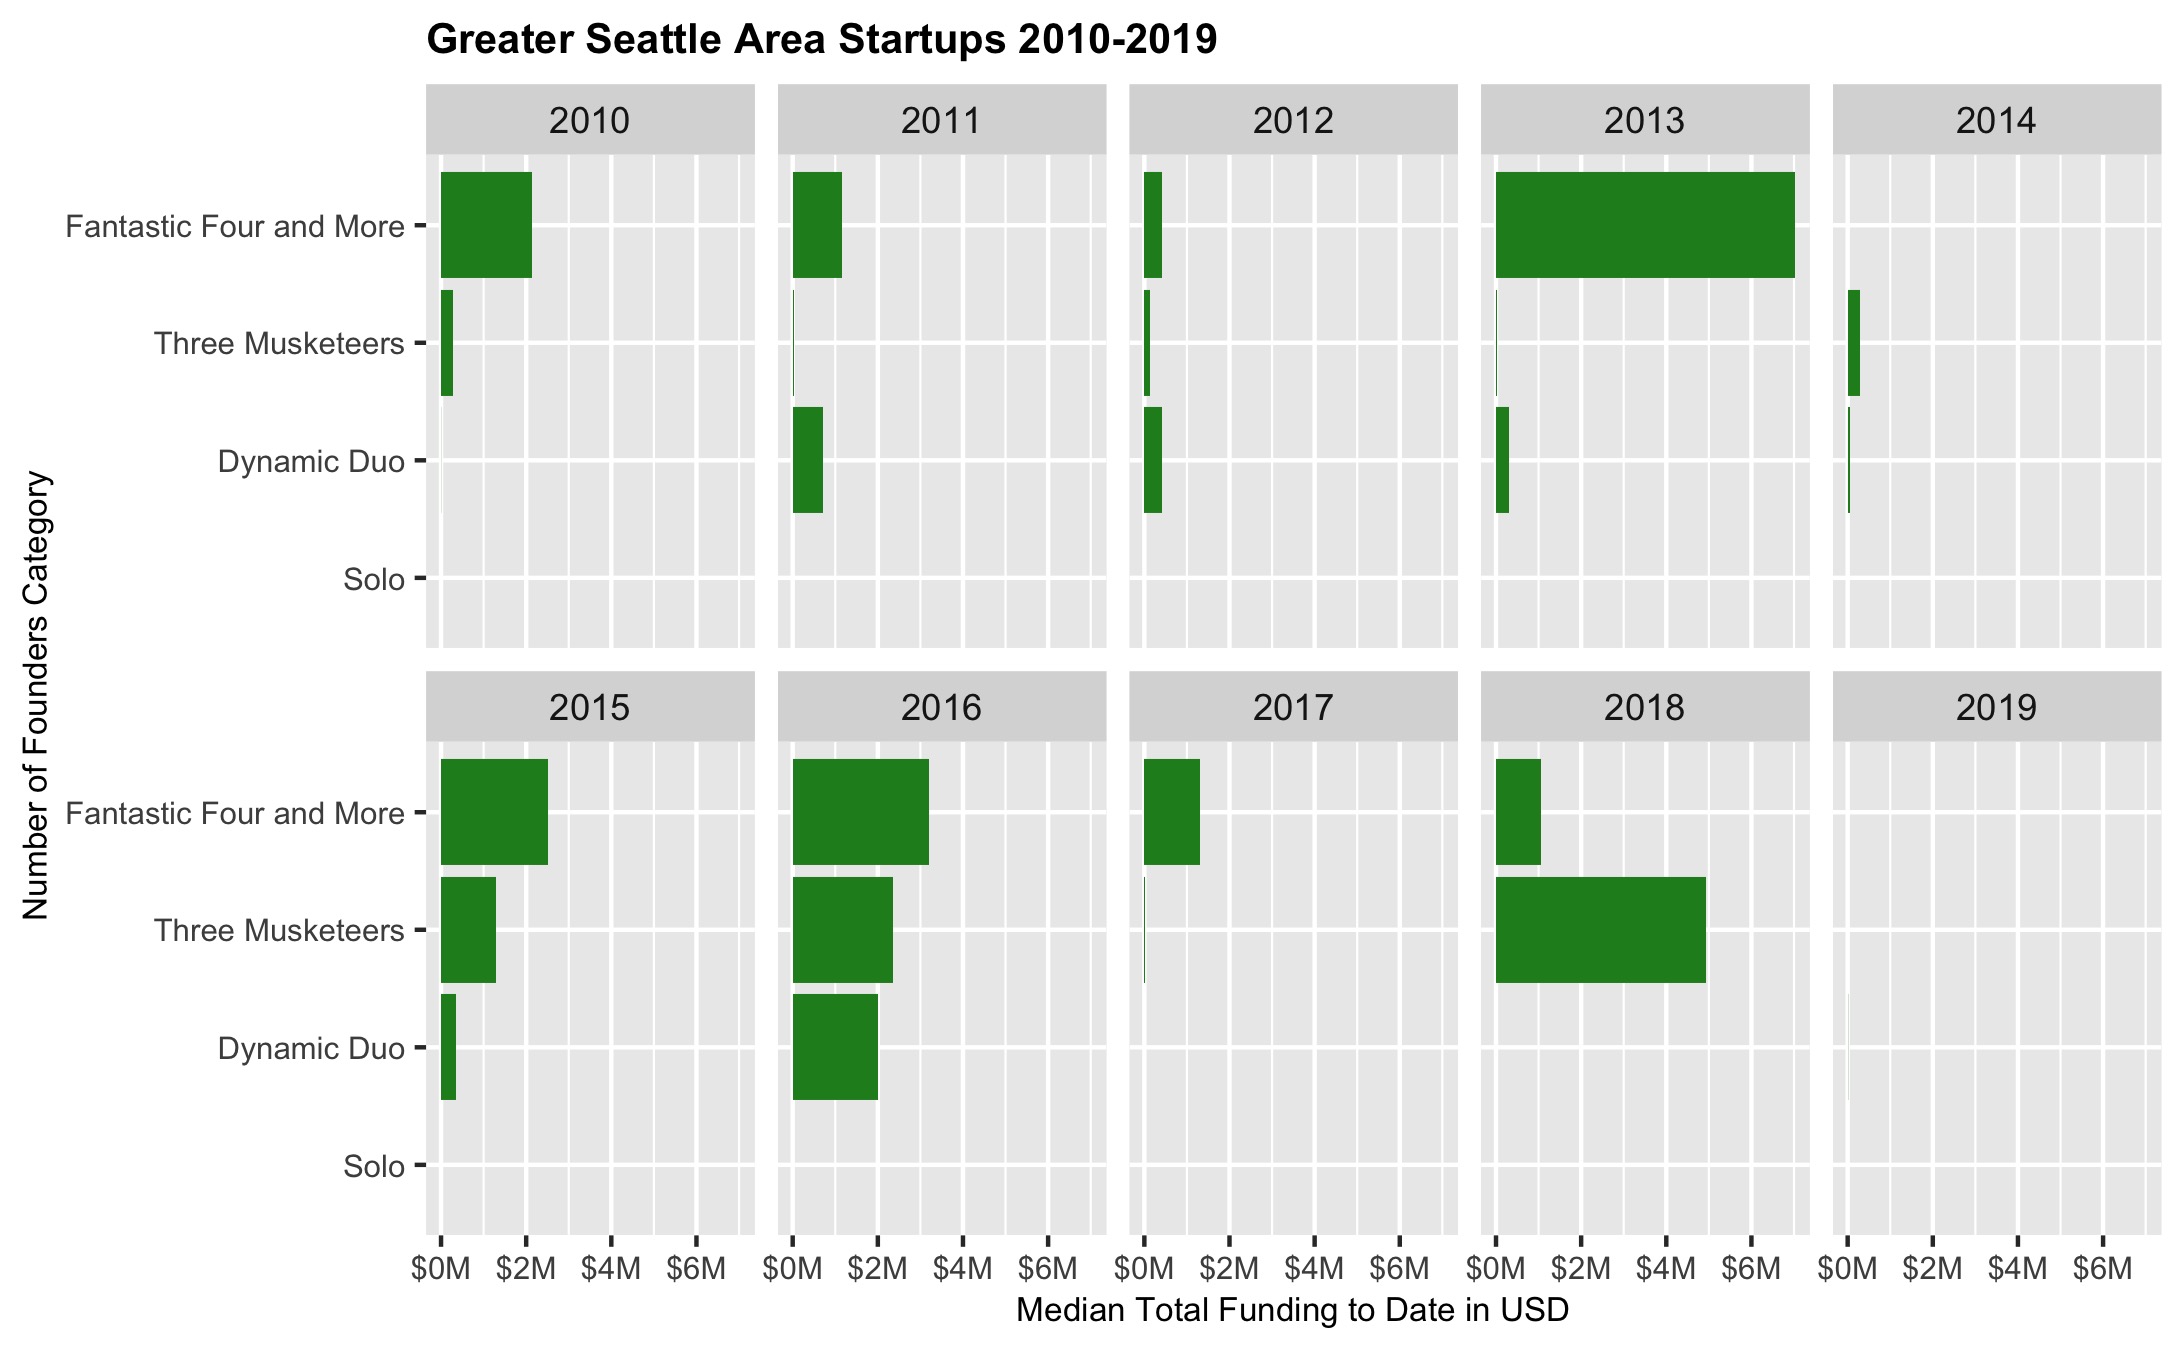 Greater Seattle Area Startups 2010-2019
2010 2011 2012 2013 2014
Fantastic Four and More
Three Musketeers
Dynamic Duo
Solo
2015 2016 2017 2018 2019
Fantastic Four and More
Three Musketeers
Dynamic Duo
Solo
Number of Founders Category
$0M $2M $4M $6M $0M $2M $4M $6M $0M $2M $4M $6M $0M $2M $4M $6M $0M $2M $4M $6M
Median Total Funding to Date in USD